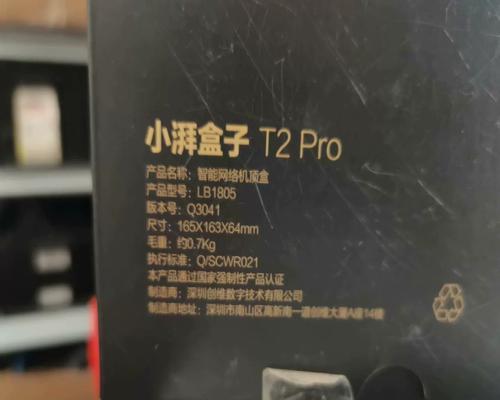 小湃盒子 T2 Pro
产品名称：智能网络机顶盒
产品型号：LB1805
版本号：Q3041
尺寸：165X163X64mm
毛重：约0.7Kg
执行标准：Q/SCWR021
本产品通过国家强制性产品认证
制造商：深圳创维数字技术有限公司
制造商地址：深圳市南山区高新南一道创维大厦A座14楼